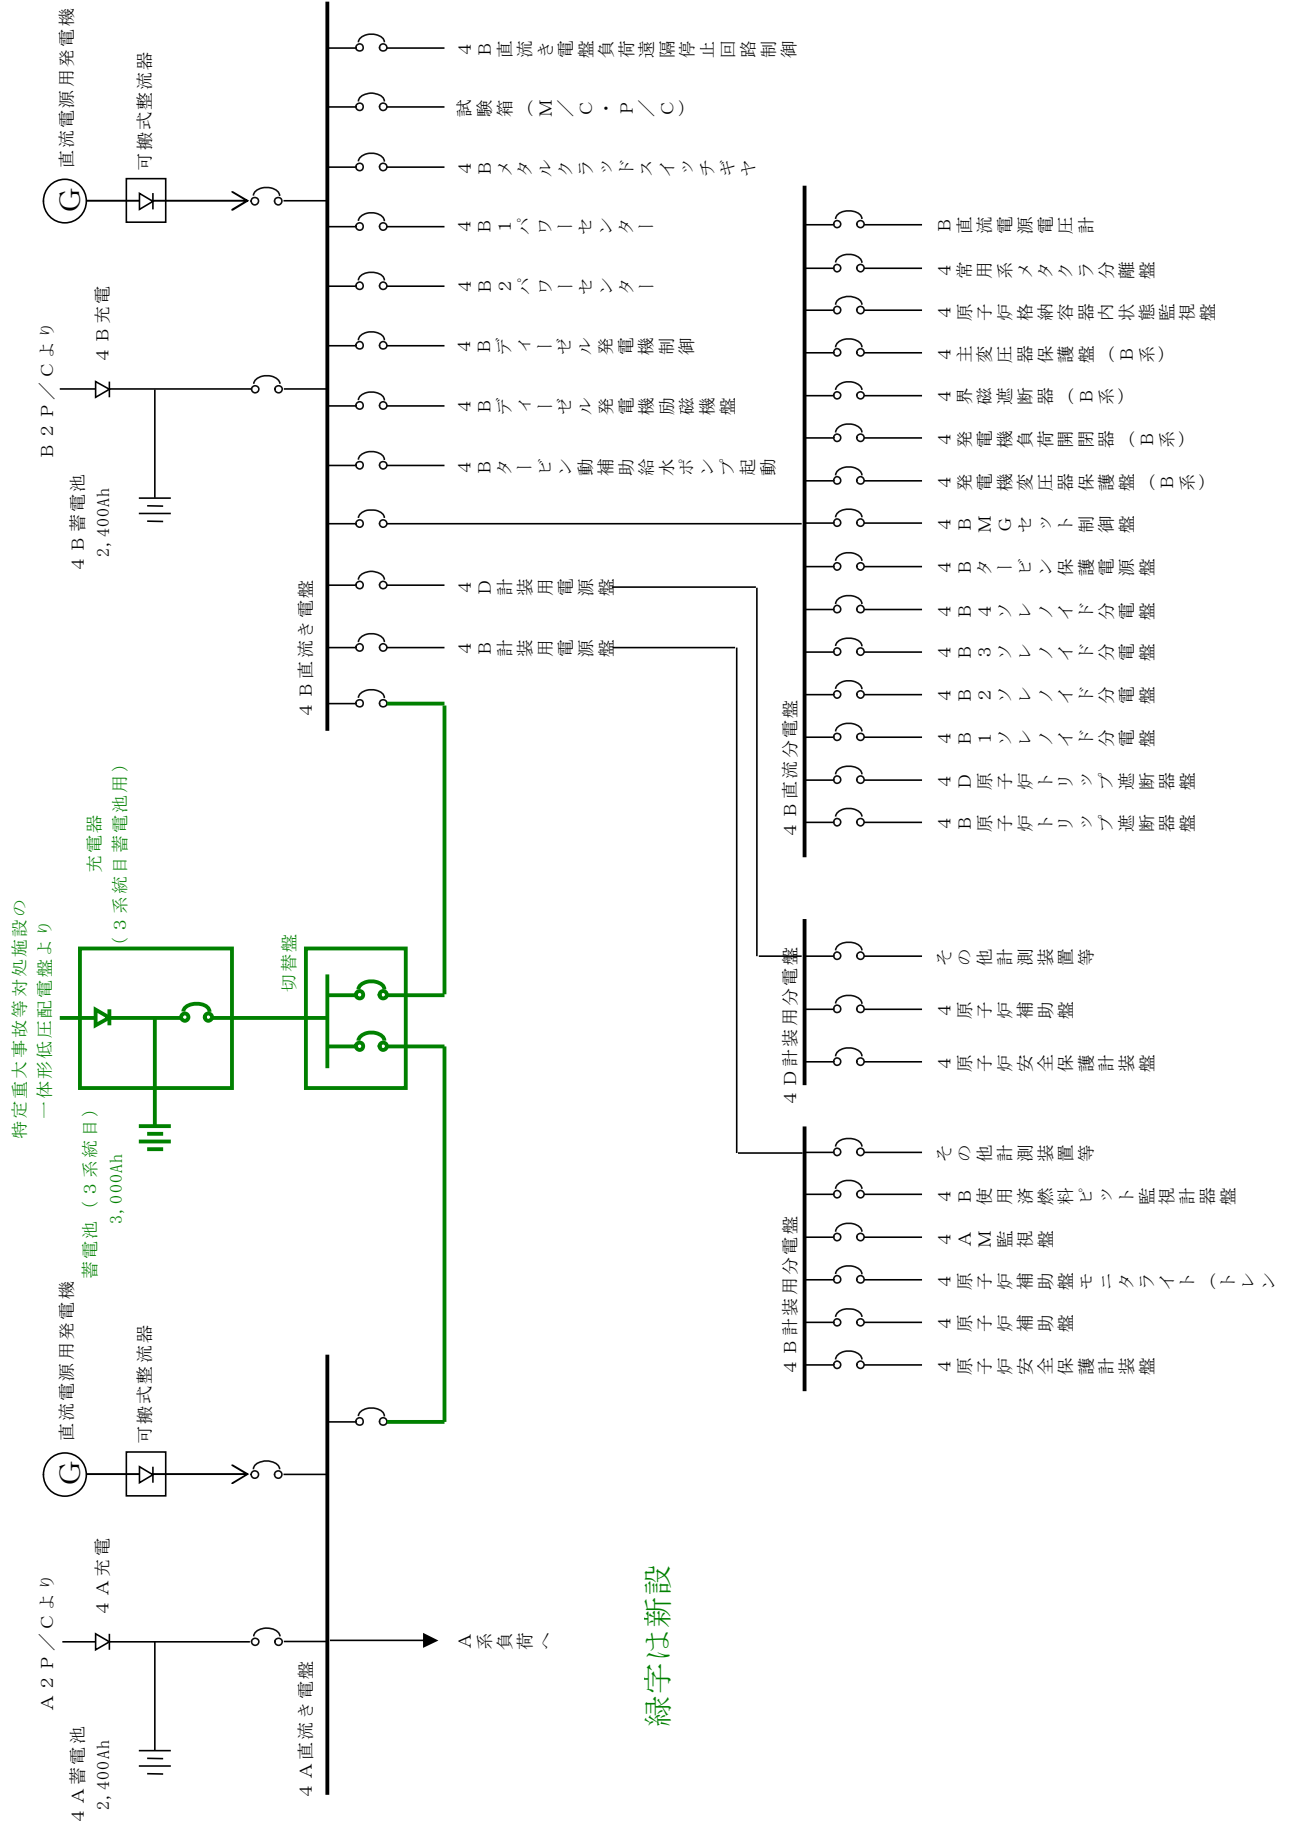 A2P/Cより
4A蓄電池
2,400Ah
4A充電
直流電源用発電機
G
可搬式整流器
4A直流き電盤
A系負荷へ
特定重大事故等対処施設の
一体形低圧配電盤より
蓄電池(3系統目)
3,000Ah
充電器
(3系統目蓄電池用)
切替盤
B2P/Cより
4B蓄電池
2,400Ah
4B充電
直流電源用発電機
G
可搬式整流器
4B直流き電盤
4B計装用電源盤
4D計装用電源盤
4Bタービン動補助給水ポンプ起動
4Bディーゼル発電機励磁機盤
4Bディーゼル発電機制御
4B2パワーセンター
4B1パワーセンター
4Bメタルクラッドスイッチギヤ
試験箱(M/C・P/C)
4B直流き電盤負荷遠隔停止回路制御
4B計装用分電盤
4原子炉安全保護計装盤
4原子炉補助盤
4原子炉補助盤モニタライト(トレン
4AM監視盤
4B使用済燃料ピット監視計器盤
その他計測装置等
4D計装用分電盤
4原子炉安全保護計装盤
4原子炉補助盤
その他計測装置等
4B直流分電盤
4B原子炉トリップ遮断器盤
4D原子炉トリップ遮断器盤
4B1ソレノイド分電盤
4B2ソレノイド分電盤
4B3ソレノイド分電盤
4B4ソレノイド分電盤
4Bタービン保護電源盤
4BMGセット制御盤
4発電機変圧器保護盤(B系)
4発電機負荷開閉器(B系)
4界磁遮断器(B系)
4主変圧器保護盤(B系)
4原子炉格納容器内状態監視盤
4常用系メタクラ分離盤
B直流電源電圧計
緑字は新設